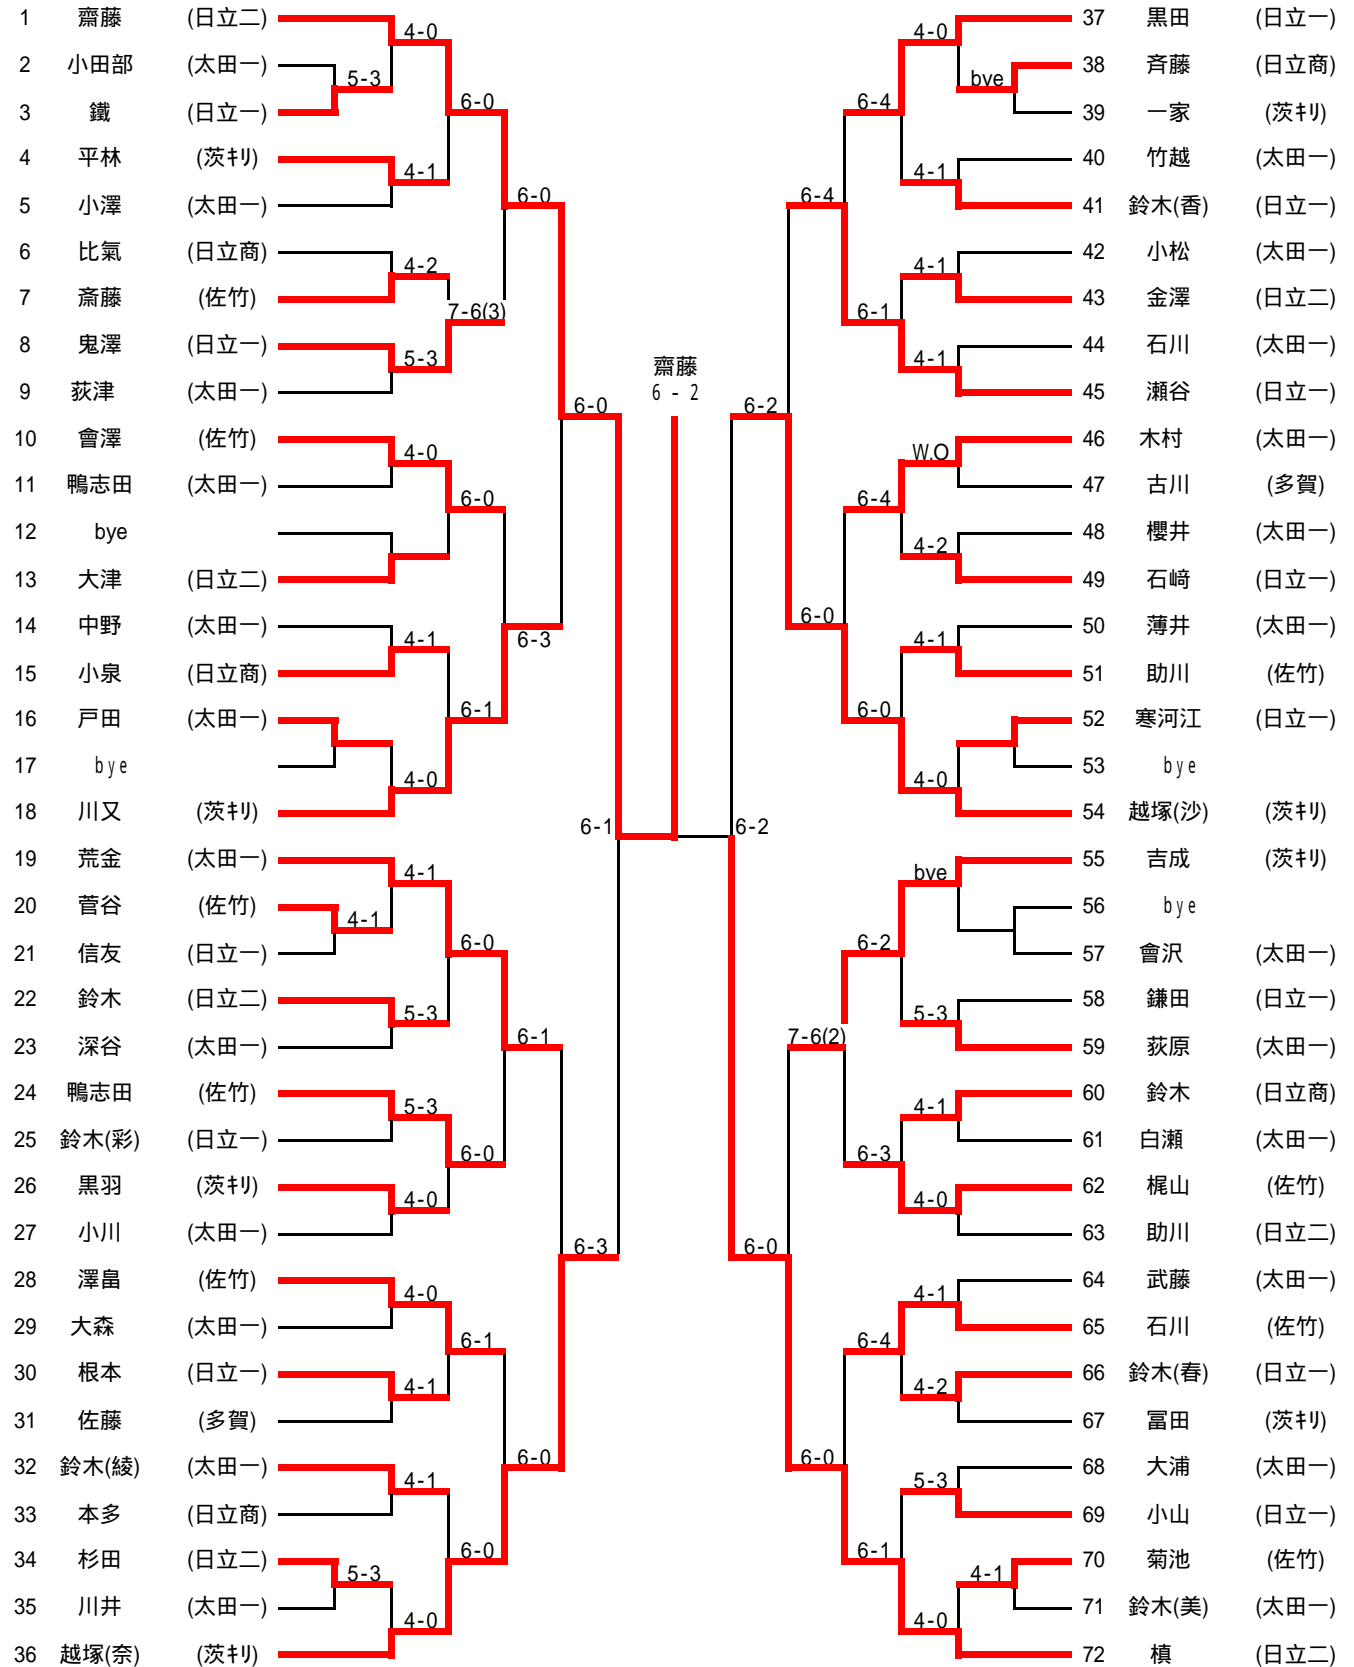 1 齋藤 (日立二)
2 小田部 (太田一)
3 鐵 (日立一)
4 平林 (茨ｷﾘ)
5 小澤 (太田一)
6 比氣 (日立商)
7 斎藤 (佐竹)
8 鬼澤 (日立一)
9 荻津 (太田一)
10 會澤 (佐竹)
11 鴨志田 (太田一)
12 bye
13 大津 (日立二)
14 中野 (太田一)
15 小泉 (日立商)
16 戸田 (太田一)
17 bye
18 川又 (茨ｷﾘ)
19 荒金 (太田一)
20 菅谷 (佐竹)
21 信友 (日立一)
22 鈴木 (日立二)
23 深谷 (太田一)
24 鴨志田 (佐竹)
25 鈴木(彩) (日立一)
26 黒羽 (茨ｷﾘ)
27 小川 (太田一)
28 澤畠 (佐竹)
29 大森 (太田一)
30 根本 (日立一)
31 佐藤 (多賀)
32 鈴木(綾) (太田一)
33 本多 (日立商)
34 杉田 (日立二)
35 川井 (太田一)
36 越塚(奈) (茨ｷﾘ)
5-3
4-1
5-3
4-0
4-1
4-2
5-3
4-0
4-1
4-0
4-1
5-3
5-3
4-0
4-0
4-1
4-1
4-0
6-0
7-6(3)
6-0
6-1
6-0
6-0
6-1
6-0
6-0
6-3
6-1
6-0
6-0
6-3
6-1
齋藤
6-2
6-2
6-2
6-0
6-4
6-0
7-6(2)
6-0
6-4
6-1
6-4
6-0
6-2
6-3
6-4
6-1
4-0
4-1
4-1
4-1
W.O
4-2
4-1
4-0
bye
5-3
4-1
4-0
4-1
4-2
5-3
4-0
bye
4-1
37 黒田 (日立一)
38 斉藤 (日立商)
39 一家 (茨ｷﾘ)
40 竹越 (太田一)
41 鈴木(香) (日立一)
42 小松 (太田一)
43 金澤 (日立二)
44 石川 (太田一)
45 瀬谷 (日立一)
46 木村 (太田一)
47 古川 (多賀)
48 櫻井 (太田一)
49 石﨑 (日立一)
50 薄井 (太田一)
51 助川 (佐竹)
52 寒河江 (日立一)
53 bye
54 越塚(沙) (茨ｷﾘ)
55 吉成 (茨ｷﾘ)
56 bye
57 會沢 (太田一)
58 鎌田 (日立一)
59 荻原 (太田一)
60 鈴木 (日立商)
61 白瀬 (太田一)
62 梶山 (佐竹)
63 助川 (日立二)
64 武藤 (太田一)
65 石川 (佐竹)
66 鈴木(春) (日立一)
67 冨田 (茨ｷﾘ)
68 大浦 (太田一)
69 小山 (日立一)
70 菊池 (佐竹)
71 鈴木(美) (太田一)
72 槙 (日立二)